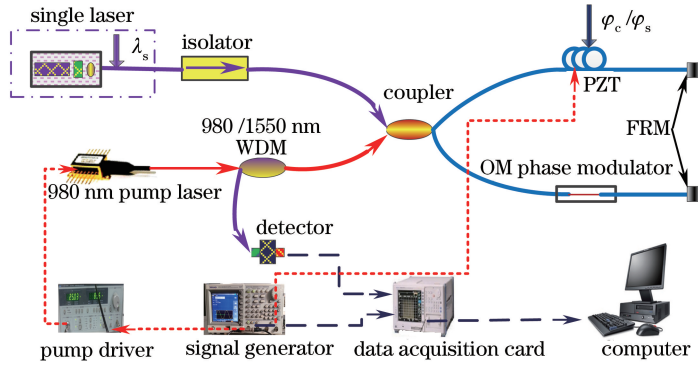 single laser
λs
isolator
φc /φs
PZT
coupler
FRM
980 /1550 nm
WDM
OM phase modulator
980 nm pump laser
detector
pump driver
signal generator
data acquisition card
computer